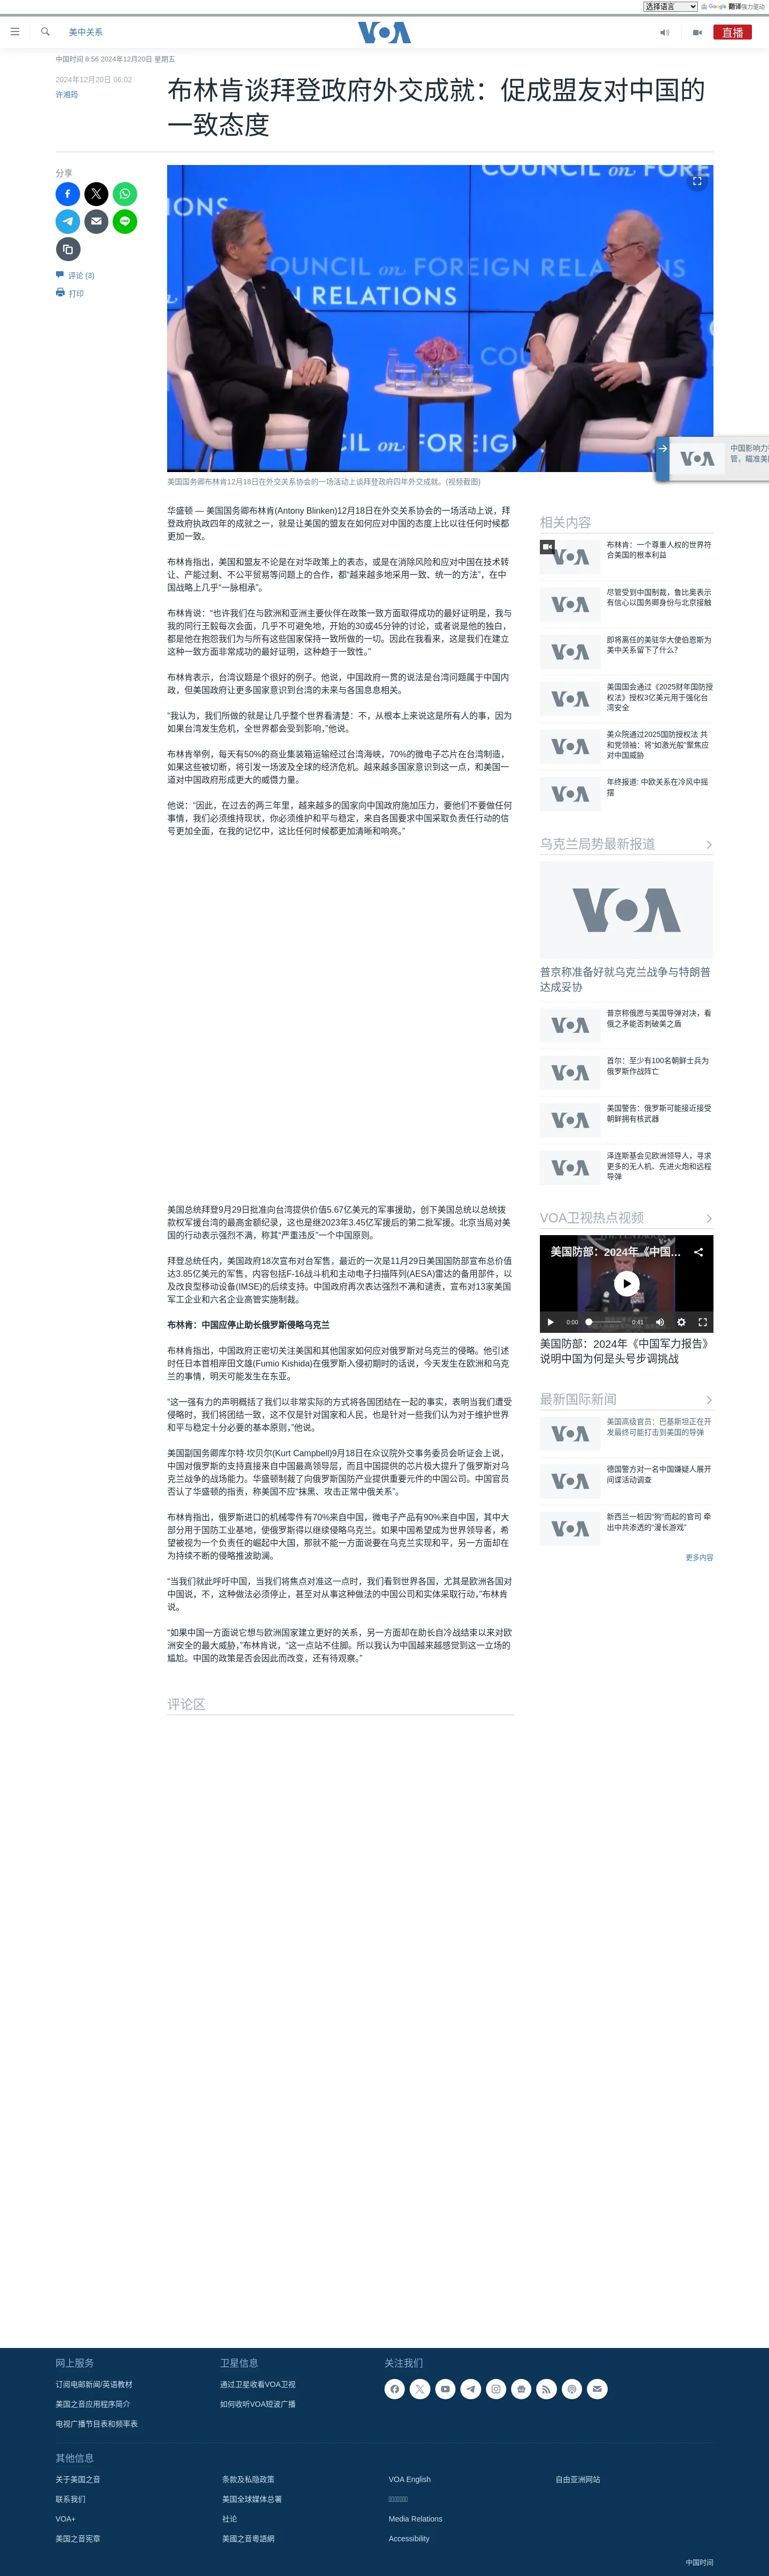 选择语言
由 Google 翻译强力驱动
美中关系
VOA
直播
中国时间 8:56 2024年12月20日 星期五
2024年12月20日 06:02
许湘筠
布林肯谈拜登政府外交成就：促成盟友对中国的
一致态度
分享
评论 (3)
打印
COUNCIL on FOREIGN
RELATIONS
美国国务卿布林肯12月18日在外交关系协会的一场活动上谈拜登政府四年外交成就。(视频截图)
华盛顿 — 美国国务卿布林肯(Antony Blinken)12月18日在外交关系协会的一场活动上说，拜
登政府执政四年的成就之一，就是让美国的盟友在如何应对中国的态度上比以往任何时候都
更加一致。
布林肯指出，美国和盟友不论是在对华政策上的表态，或是在消除风险和应对中国在技术转
让、产能过剩、不公平贸易等问题上的合作，都“越来越多地采用一致、统一的方法”，在中
国战略上几乎“一脉相承”。
布林肯说：“也许我们在与欧洲和亚洲主要伙伴在政策一致方面取得成功的最好证明是，我与
我的同行王毅每次会面，几乎不可避免地，开始的30或45分钟的讨论，或者说是他的独白，
都是他在抱怨我们为与所有这些国家保持一致所做的一切。因此在我看来，这是我们在建立
这种一致方面非常成功的最好证明，这种趋于一致性。”
布林肯表示，台湾议题是个很好的例子。他说，中国政府一贯的说法是台湾问题属于中国内
政，但美国政府让更多国家意识到台湾的未来与各国息息相关。
“我认为，我们所做的就是让几乎整个世界看清楚：不，从根本上来说这是所有人的事，因为
如果台湾发生危机，全世界都会受到影响，”他说。
布林肯举例，每天有50%的商业集装箱运输经过台湾海峡，70%的微电子芯片在台湾制造，
如果这些被切断，将引发一场波及全球的经济危机。越来越多国家意识到这一点，和美国一
道对中国政府形成更大的威慑力量。
他说：“因此，在过去的两三年里，越来越多的国家向中国政府施加压力，要他们不要做任何
事情，我们必须维持现状，你必须维护和平与稳定，来自各国要求中国采取负责任行动的信
号更加全面，在我的记忆中，这比任何时候都更加清晰和响亮。”
美国总统拜登9月29日批准向台湾提供价值5.67亿美元的军事援助，创下美国总统以总统拨
款权军援台湾的最高金额纪录，这也是继2023年3.45亿军援后的第二批军援。北京当局对美
国的行动表示强烈不满，称其“严重违反”一个中国原则。
拜登总统任内，美国政府18次宣布对台军售，最近的一次是11月29日美国国防部宣布总价值
达3.85亿美元的军售，内容包括F-16战斗机和主动电子扫描阵列(AESA)雷达的备用部件，以
及改良型移动设备(IMSE)的后续支持。中国政府再次表达强烈不满和谴责，宣布对13家美国
军工企业和六名企业高管实施制裁。
布林肯：中国应停止助长俄罗斯侵略乌克兰
布林肯指出，中国政府正密切关注美国和其他国家如何应对俄罗斯对乌克兰的侵略。他引述
时任日本首相岸田文雄(Fumio Kishida)在俄罗斯入侵初期时的话说，今天发生在欧洲和乌克
兰的事情，明天可能发生在东亚。
“这一强有力的声明概括了我们以非常实际的方式将各国团结在一起的事实，表明当我们遭受
侵略时，我们将团结一致，这不仅是针对国家和人民，也是针对一些我们认为对于维护世界
和平与稳定十分必要的基本原则，”他说。
美国副国务卿库尔特·坎贝尔(Kurt Campbell)9月18日在众议院外交事务委员会听证会上说，
中国对俄罗斯的支持直接来自中国最高领导层，而且中国提供的芯片极大提升了俄罗斯对乌
克兰战争的战场能力。华盛顿制裁了向俄罗斯国防产业提供重要元件的中国公司。中国官员
否认了华盛顿的指责，称美国不应“抹黑、攻击正常中俄关系”。
布林肯指出，俄罗斯进口的机械零件有70%来自中国，微电子产品有90%来自中国，其中大
部分用于国防工业基地，使俄罗斯得以继续侵略乌克兰。如果中国希望成为世界领导者，希
望被视为一个负责任的崛起中大国，那就不能一方面说要在乌克兰实现和平，另一方面却在
为持续不断的侵略推波助澜。
“当我们就此呼吁中国，当我们将焦点对准这一点时，我们看到世界各国，尤其是欧洲各国对
中国说，不，这种做法必须停止，甚至对从事这种做法的中国公司和实体采取行动，”布林肯
说。
“如果中国一方面说它想与欧洲国家建立更好的关系，另一方面却在助长自冷战结束以来对欧
洲安全的最大威胁，”布林肯说，“这一点站不住脚。所以我认为中国越来越感觉到这一立场的
尴尬。中国的政策是否会因此而改变，还有待观察。”
评论区
中国影响力
管，瞄准美
相关内容
布林肯：一个尊重人权的世界符
合美国的根本利益
尽管受到中国制裁，鲁比奥表示
有信心以国务卿身份与北京接触
即将离任的美驻华大使伯恩斯为
美中关系留下了什么？
美国国会通过《2025财年国防授
权法》授权3亿美元用于强化台
湾安全
美众院通过2025国防授权法 共
和党领袖：将“如激光般”聚焦应
对中国威胁
年终报道: 中欧关系在冷风中摇
摆
乌克兰局势最新报道
普京称准备好就乌克兰战争与特朗普
达成妥协
普京称俄愿与美国导弹对决，看
俄之矛能否刺破美之盾
首尔：至少有100名朝鲜士兵为
俄罗斯作战阵亡
美国警告：俄罗斯可能接近接受
朝鲜拥有核武器
泽连斯基会见欧洲领导人，寻求
更多的无人机、先进火炮和远程
导弹
VOA卫视热点视频
美国防部：2024年《中国...
0:00
0:41
美国防部：2024年《中国军力报告》
说明中国为何是头号步调挑战
最新国际新闻
美国高级官员：巴基斯坦正在开
发最终可能打击到美国的导弹
德国警方对一名中国嫌疑人展开
间谍活动调查
新西兰一桩因“狗”而起的官司 牵
出中共渗透的“漫长游戏”
更多内容
网上服务
订阅电邮新闻/英语教材
美国之音应用程序简介
电视广播节目表和频率表
卫星信息
通过卫星收看VOA卫视
如何收听VOA短波广播
关注我们
其他信息
关于美国之音
联系我们
VOA+
美国之音宪章
条款及私隐政策
美国全球媒体总署
社论
美國之音粵語網
VOA English
Media Relations
Accessibility
自由亚洲网站
中国时间